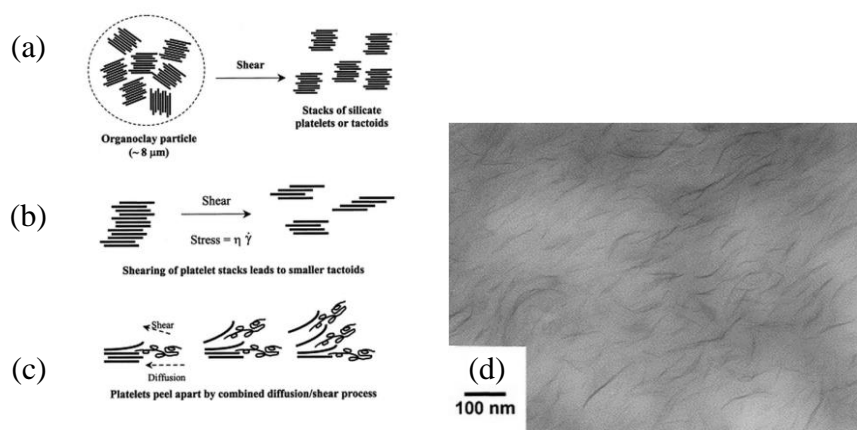 (a)
Shear
Organoclay particle
(~ 8 μm)
Stacks of silicate
platelets or tactoids
(b)
Shear
Stress = η γ̇
Shearing of platelet stacks leads to smaller tactoids
(c)
Shear
Diffusion
Platelets peel apart by combined diffusion/shear process
(d)
100 nm